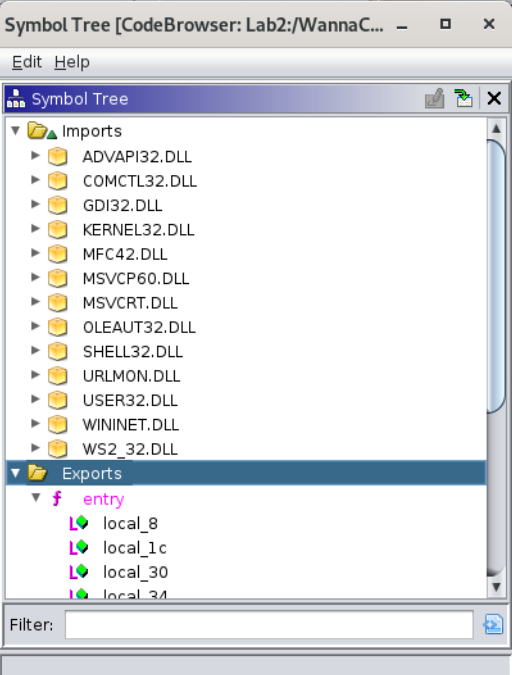 Symbol Tree [CodeBrowser: Lab2:/WannaC...
Edit Help
Symbol Tree
Imports
ADVAPI32.DLL
COMCTL32.DLL
GDI32.DLL
KERNEL32.DLL
MFC42.DLL
MSVCP60.DLL
MSVCRT.DLL
OLEAUT32.DLL
SHELL32.DLL
URLMON.DLL
USER32.DLL
WININET.DLL
WS2_32.DLL
Exports
f entry
L local_8
L local_1c
L local_30
L local_34
Filter: